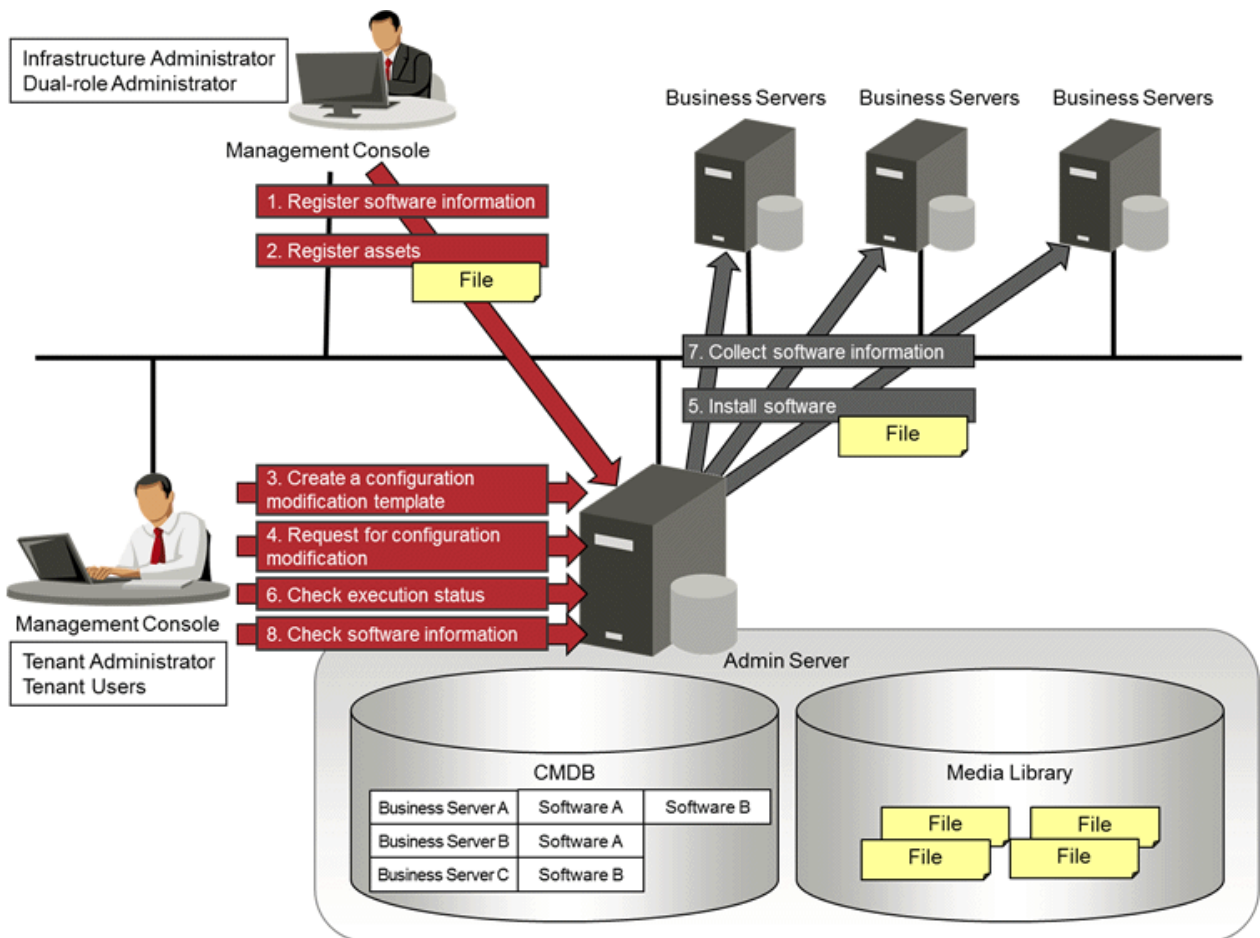 Infrastructure Administrator
Dual-role Administrator
Management Console
Business Servers
Business Servers
Business Servers
1. Register software information
2. Register assets
File
7. Collect software information
5. Install software
File
3. Create a configuration
modification template
4. Request for configuration
modification
6. Check execution status
8. Check software information
Management Console
Tenant Administrator
Tenant Users
Admin Server
CMDB
Business Server A Software A Software B
Business Server B Software A
Business Server C Software B
Media Library
File
File
File
File